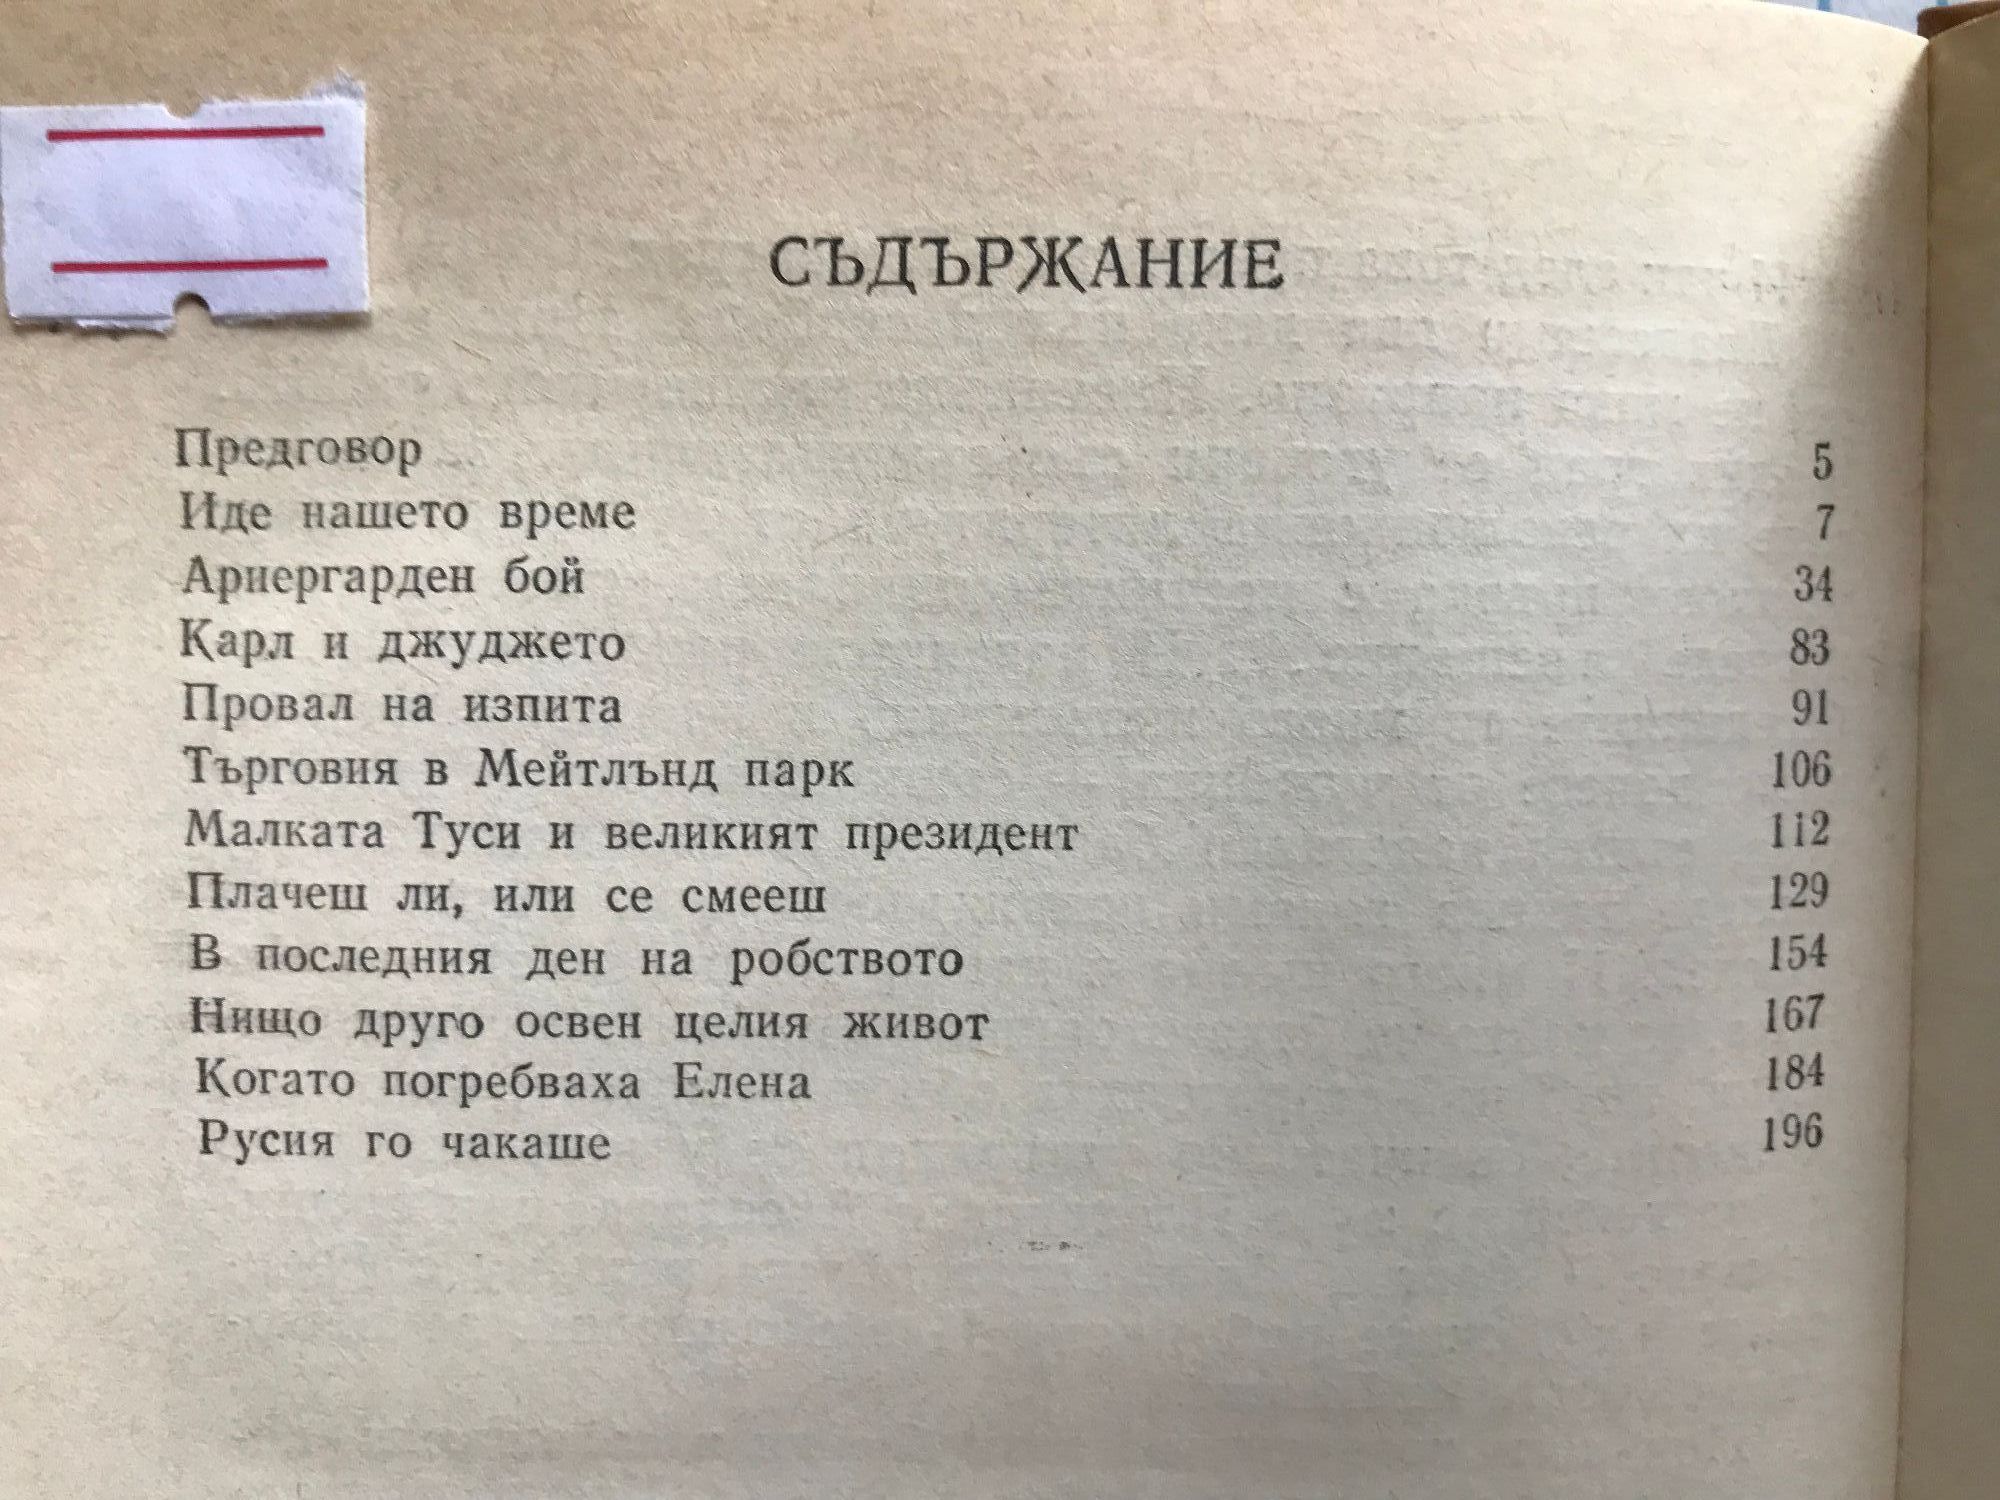 СЪДЪРЖАНИЕ
Предговор 5
Иде нашето време 7
Ариергарден бой 34
Карл и джуджето 83
Провал на изпита 91
Търговия в Мейтлънд парк 106
Малката Туси и великият президент 112
Плачеш ли, или се смееш 129
В последния ден на робството 154
Нищо друго освен целия живот 167
Когато погребваха Елена 184
Русия го чакаше 196